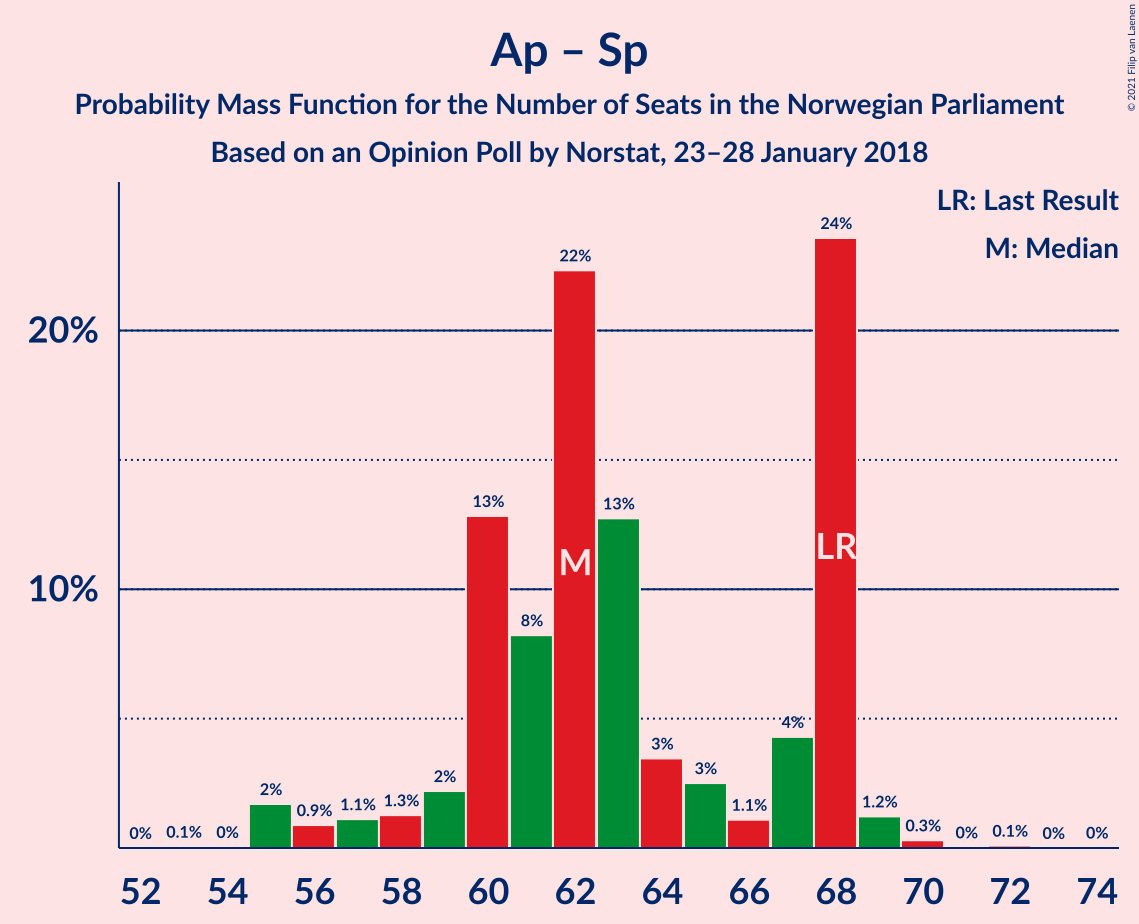 Ap – Sp
Probability Mass Function for the Number of Seats in the Norwegian Parliament
Based on an Opinion Poll by Norstat, 23–28 January 2018
© 2021 Filip van Laenen
LR: Last Result
M: Median
20%
10%
0%
0.1%
0%
2%
0.9%
1.1%
1.3%
2%
13%
8%
22%
13%
3%
3%
1.1%
4%
24%
1.2%
0.3%
0%
0.1%
0%
0%
M
LR
52 54 56 58 60 62 64 66 68 70 72 74